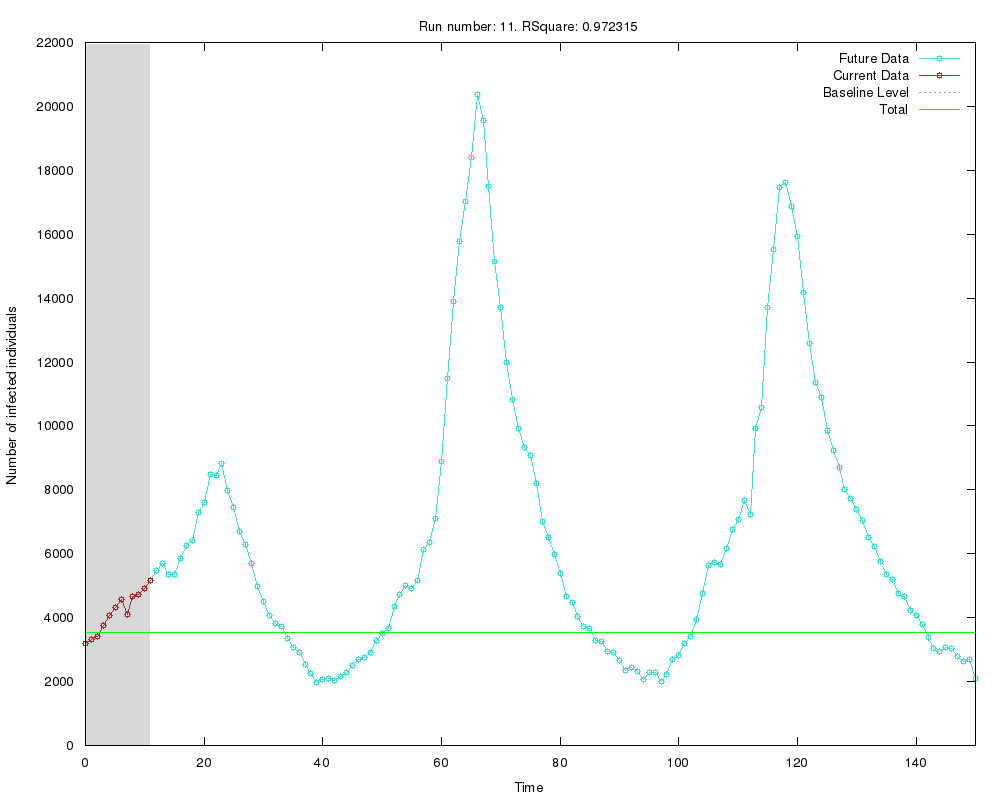 Run number: 11. RSquare: 0.972315
Future Data
Current Data
Baseline Level
Total
22000
20000
18000
16000
14000
12000
10000
8000
6000
4000
2000
0
Number of infected individuals
0 20 40 60 80 100 120 140
Time